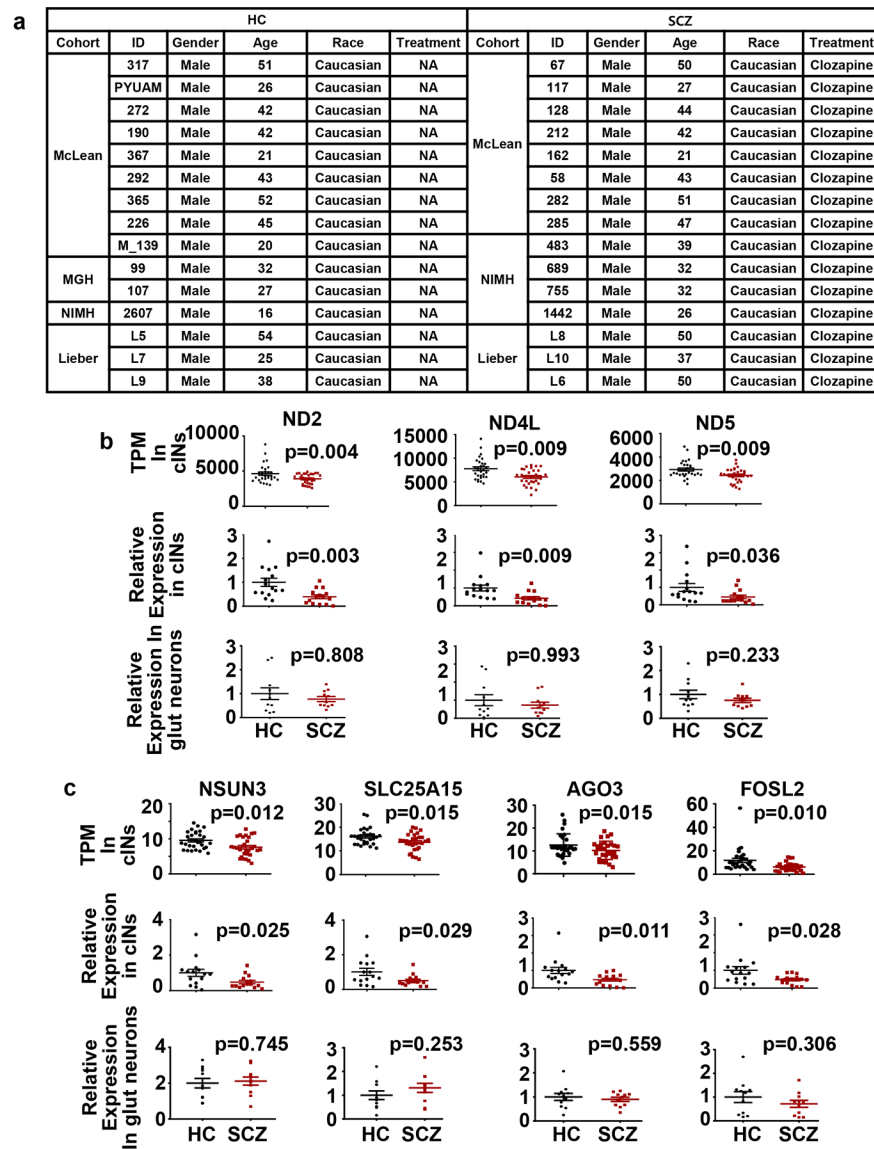 a
HC SCZ
Cohort ID Gender Age Race Treatment Cohort ID Gender Age Race Treatment
McLean 317 Male 51 Caucasian NA McLean 67 Male 50 Caucasian Clozapine
PYUAM Male 26 Caucasian NA 117 Male 27 Caucasian Clozapine
272 Male 42 Caucasian NA 128 Male 44 Caucasian Clozapine
190 Male 42 Caucasian NA 212 Male 42 Caucasian Clozapine
367 Male 21 Caucasian NA 162 Male 21 Caucasian Clozapine
292 Male 43 Caucasian NA 58 Male 43 Caucasian Clozapine
365 Male 52 Caucasian NA 282 Male 51 Caucasian Clozapine
226 Male 45 Caucasian NA 285 Male 47 Caucasian Clozapine
M_139 Male 20 Caucasian NA NIMH 483 Male 39 Caucasian Clozapine
MGH 99 Male 32 Caucasian NA 689 Male 32 Caucasian Clozapine
107 Male 27 Caucasian NA 755 Male 32 Caucasian Clozapine
NIMH 2607 Male 16 Caucasian NA 1442 Male 26 Caucasian Clozapine
Lieber L5 Male 54 Caucasian NA Lieber L8 Male 50 Caucasian Clozapine
L7 Male 25 Caucasian NA L10 Male 37 Caucasian Clozapine
L9 Male 38 Caucasian NA L6 Male 50 Caucasian Clozapine
b
ND2 ND4L ND5
TPM
In
cINs
10000
5000
0
p=0.004
15000
10000
5000
0
p=0.009
6000
4000
2000
0
p=0.009
Relative
Expression
in cINs
3
2
1
0
p=0.003
3
2
1
0
p=0.009
3
2
1
0
p=0.036
Relative
Expression In
glut neurons
3
2
1
0
p=0.808
3
2
1
0
p=0.993
3
2
1
0
p=0.233
HC SCZ HC SCZ HC SCZ
c
NSUN3 SLC25A15 AGO3 FOSL2
TPM
In
cINs
20
10
0
p=0.012
30
20
10
0
p=0.015
30
20
10
0
p=0.015
60
40
20
0
p=0.010
Relative
Expression
in cINs
4
2
0
p=0.025
4
2
0
p=0.029
3
2
1
0
p=0.011
3
2
1
0
p=0.028
Relative
Expression
In glut neurons
4
2
0
p=0.745
3
2
1
0
p=0.253
3
2
1
0
p=0.559
3
2
1
0
p=0.306
HC SCZ HC SCZ HC SCZ HC SCZ